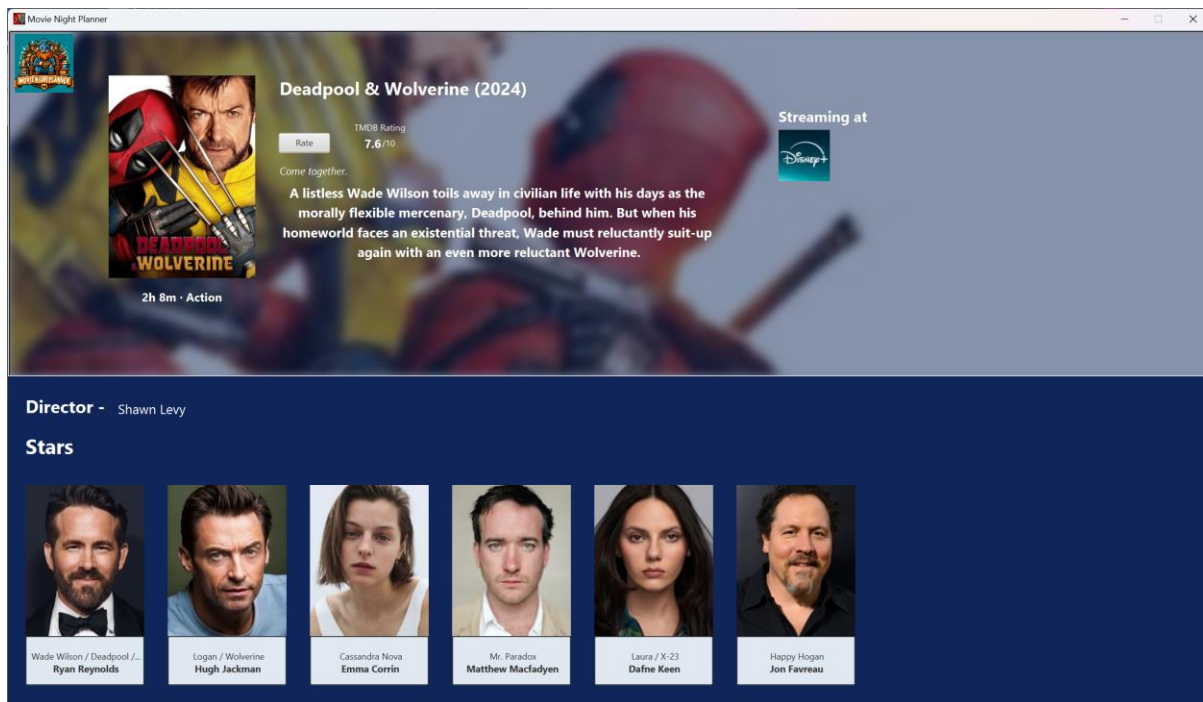 Movie Night Planner
MOVIE NIGHT PLANNER
DEADPOOL
& WOLVERINE
2h 8m · Action
Deadpool & Wolverine (2024)
Rate
TMDB Rating
7.6/10
Come together.
A listless Wade Wilson toils away in civilian life with his days as the
morally flexible mercenary, Deadpool, behind him. But when his
homeworld faces an existential threat, Wade must reluctantly suit-up
again with an even more reluctant Wolverine.
Streaming at
Disney+
Director - Shawn Levy
Stars
Wade Wilson / Deadpool /...
Ryan Reynolds
Logan / Wolverine
Hugh Jackman
Cassandra Nova
Emma Corrin
Mr. Paradox
Matthew Macfadyen
Laura / X-23
Dafne Keen
Happy Hogan
Jon Favreau